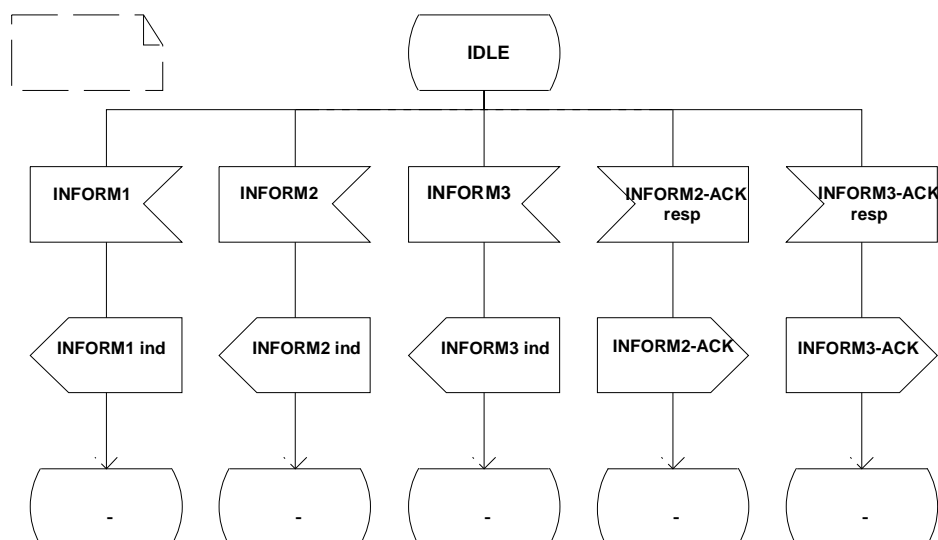 IDLE
INFORM1
INFORM2
INFORM3
INFORM2-ACK
resp
INFORM3-ACK
resp
INFORM1 ind
INFORM2 ind
INFORM3 ind
INFORM2-ACK
INFORM3-ACK
-
-
-
-
-